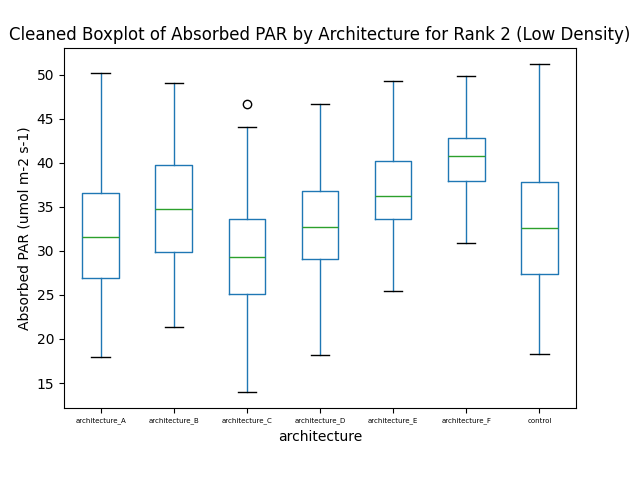 Cleaned Boxplot of Absorbed PAR by Architecture for Rank 2 (Low Density)
Absorbed PAR (umol m-2 s-1)
50
45
40
35
30
25
20
15
architecture_A architecture_B architecture_C architecture_D architecture_E architecture_F control
architecture